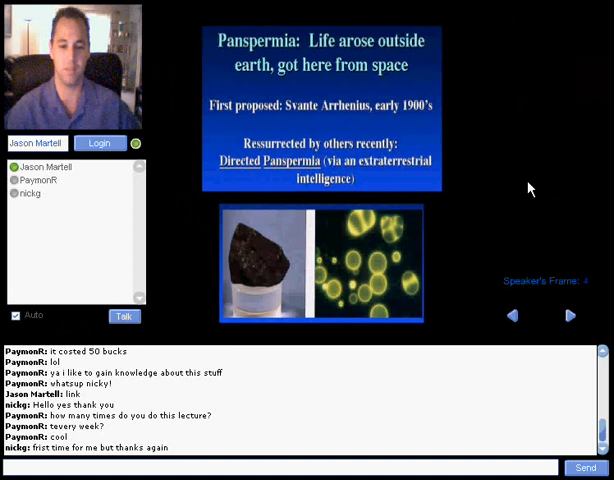 Panspermia: Life arose outside
earth, got here from space
First proposed: Svante Arrhenius, early 1900's
Ressurected by others recently:
Directed Panspermia (via an extraterrestrial
intelligence)
Jason Martell
Login
Jason Martell
PaymonR
nickg
Auto
Talk
Speaker's Frame: 4
PaymonR: it costed 50 bucks
PaymonR: lol
PaymonR: ya i like to gain knowledge about this stuff
PaymonR: whatsup nicky!
Jason Martell: link
nickg: Hello yes thank you
PaymonR: how many times do you do this lecture?
PaymonR: tevery week?
PaymonR: cool
nickg: frist time for me but thanks again
Send